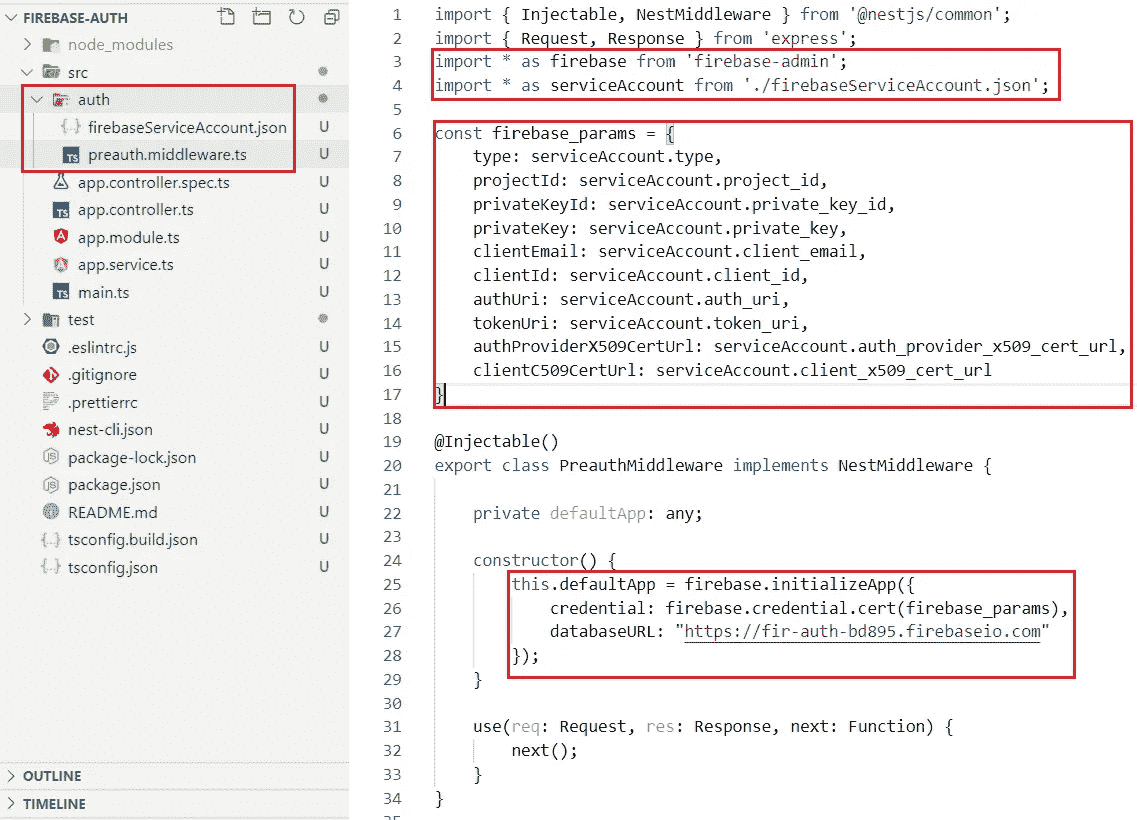 FIREBASE-AUTH
node_modules
src
auth
firebaseServiceAccount.json U
TS preauth.middleware.ts U
app.controller.spec.ts U
TS app.controller.ts U
app.module.ts U
app.service.ts U
TS main.ts U
test
.eslintrc.js U
.gitignore U
.prettierrc U
nest-cli.json U
package-lock.json U
package.json U
README.md U
tsconfig.build.json U
tsconfig.json U
OUTLINE
TIMELINE
1 import { Injectable, NestMiddleware } from '@nestjs/common';
2 import { Request, Response } from 'express';
3 import * as firebase from 'firebase-admin';
4 import * as serviceAccount from './firebaseServiceAccount.json';
5
6 const firebase_params = {
7 type: serviceAccount.type,
8 projectId: serviceAccount.project_id,
9 privateKeyId: serviceAccount.private_key_id,
10 privateKey: serviceAccount.private_key,
11 clientEmail: serviceAccount.client_email,
12 clientId: serviceAccount.client_id,
13 authUri: serviceAccount.auth_uri,
14 tokenUri: serviceAccount.token_uri,
15 authProviderX509CertUrl: serviceAccount.auth_provider_x509_cert_url,
16 clientC509CertUrl: serviceAccount.client_x509_cert_url
17 }
18
19 @Injectable()
20 export class PreauthMiddleware implements NestMiddleware {
21
22 private defaultApp: any;
23
24 constructor() {
25 this.defaultApp = firebase.initializeApp({
26 credential: firebase.credential.cert(firebase_params),
27 databaseURL: "https://fir-auth-bd895.firebaseio.com"
28 });
29 }
30
31 use(req: Request, res: Response, next: Function) {
32 next();
33 }
34 }